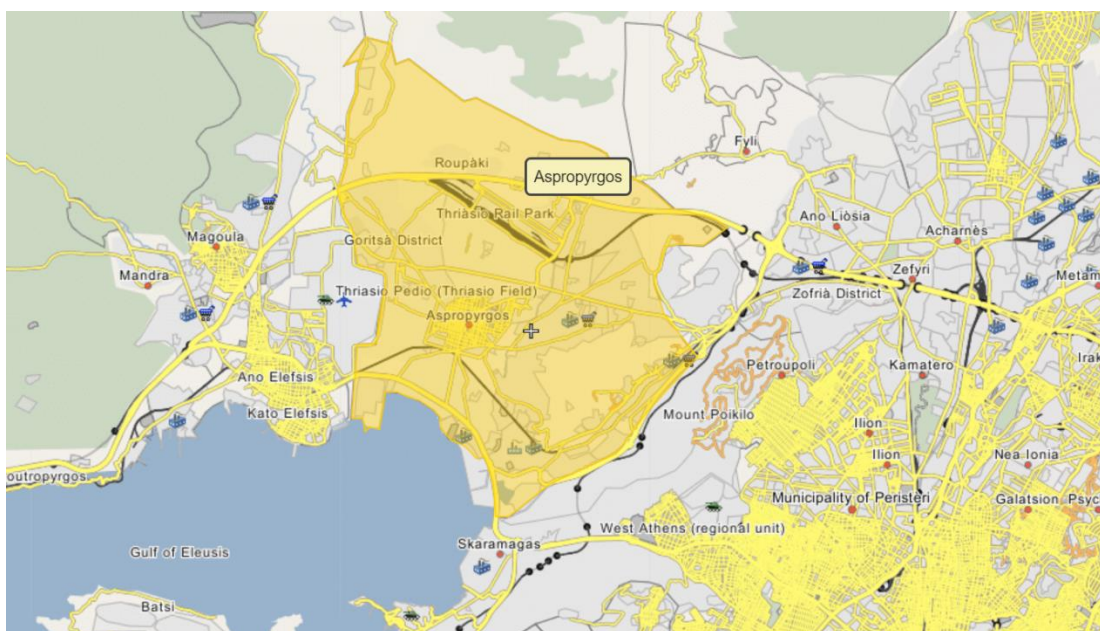 Fyli
Roupàki
Aspropyrgos
Thriàsio Rail Park
Ano Liòsia
Acharnès
Magoula
Goritsà District
Mandra
Zefyri
Metam
Thriasio Pedio (Thriasio Field)
Zofrià District
Aspropyrgos
Irak
Ano Elefsis
Petroupoli
Kamatero
Kato Elefsis
Mount Poikilo
Ilion
Ilion
Nea Ionia
outropyrgos
Municipality of Peristeri
Galatsion
Psyc
West Athens (regional unit)
Skaramagas
Gulf of Eleusis
Batsi